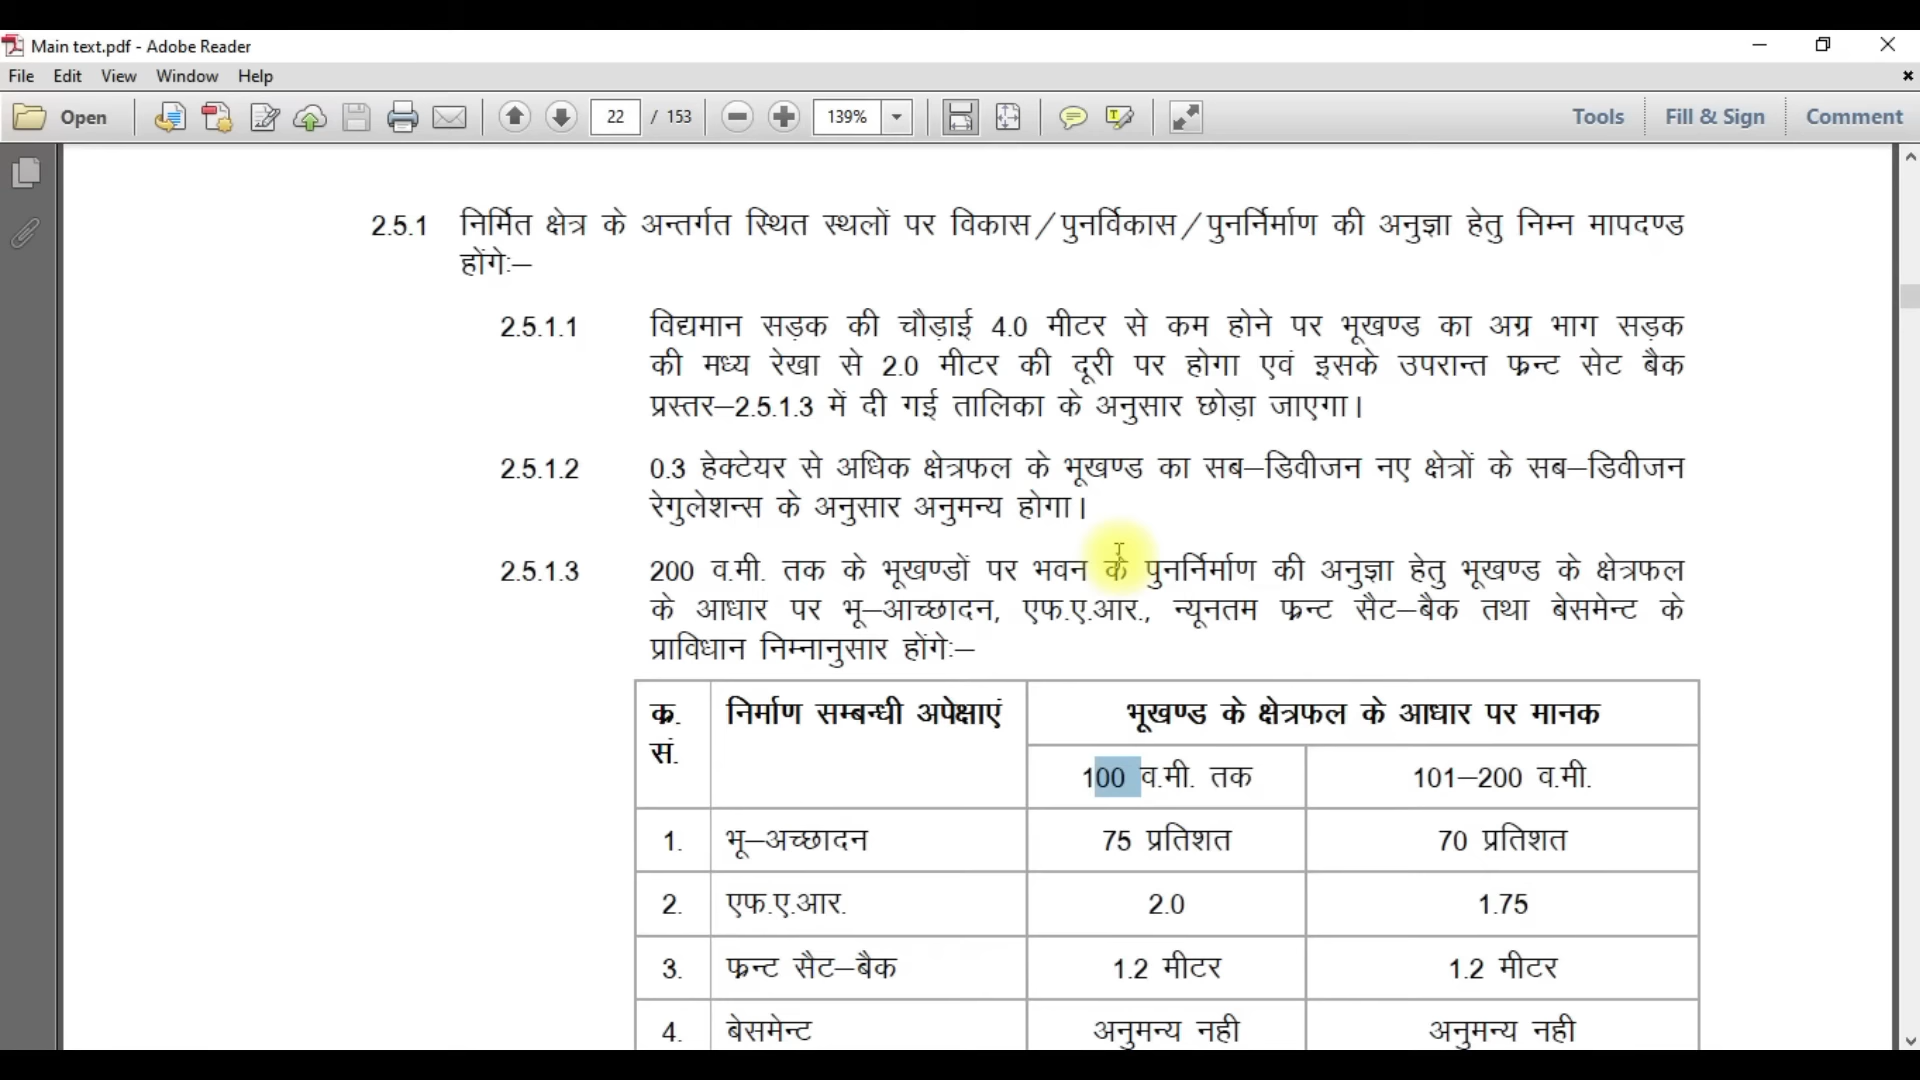 Main text.pdf - Adobe Reader
File Edit View Window Help
Open 22 / 153 139% Tools Fill & Sign Comment
2.5.1 निर्मित क्षेत्र के अन्तर्गत स्थित स्थलों पर विकास/पुनर्विकास/पुनर्निर्माण की अनुज्ञा हेतु निम्न मापदण्ड
होंगे:–
2.5.1.1 विद्यमान सड़क की चौड़ाई 4.0 मीटर से कम होने पर भूखण्ड का अग्र भाग सड़क
की मध्य रेखा से 2.0 मीटर की दूरी पर होगा एवं इसके उपरान्त फ्रन्ट सेट बैक
प्रस्तर–2.5.1.3 में दी गई तालिका के अनुसार छोड़ा जाएगा।
2.5.1.2 0.3 हेक्टेयर से अधिक क्षेत्रफल के भूखण्ड का सब–डिवीजन नए क्षेत्रों के सब–डिवीजन
रेगुलेशन्स के अनुसार अनुमन्य होगा।
2.5.1.3 200 व.मी. तक के भूखण्डों पर भवन के पुनर्निर्माण की अनुज्ञा हेतु भूखण्ड के क्षेत्रफल
के आधार पर भू–आच्छादन, एफ.ए.आर., न्यूनतम फ्रन्ट सैट–बैक तथा बेसमेन्ट के
प्राविधान निम्नानुसार होंगे:–
क्र. निर्माण सम्बन्धी अपेक्षाएं भूखण्ड के क्षेत्रफल के आधार पर मानक
सं.
100 व.मी. तक 101–200 व.मी.
1. भू–अच्छादन 75 प्रतिशत 70 प्रतिशत
2. एफ.ए.आर. 2.0 1.75
3. फ्रन्ट सैट–बैक 1.2 मीटर 1.2 मीटर
4. बेसमेन्ट अनुमन्य नही अनुमन्य नही